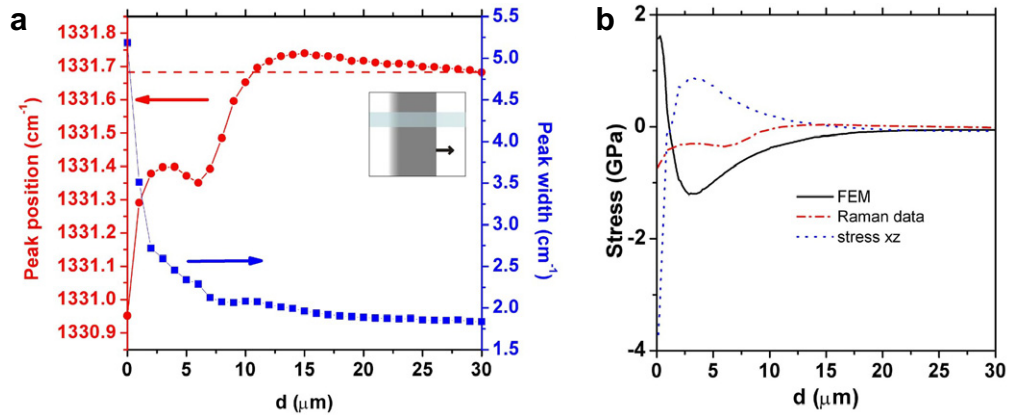 a
Peak position (cm-1)
1331.8
1331.7
1331.6
1331.5
1331.4
1331.3
1331.2
1331.1
1331.0
1330.9
0 5 10 15 20 25 30
d (μm)
5.5
5.0
4.5
4.0
3.5
3.0
2.5
2.0
1.5
Peak width (cm-1)
b
Stress (GPa)
2
0
-2
-4
FEM
Raman data
stress xz
0 5 10 15 20 25 30
d (μm)